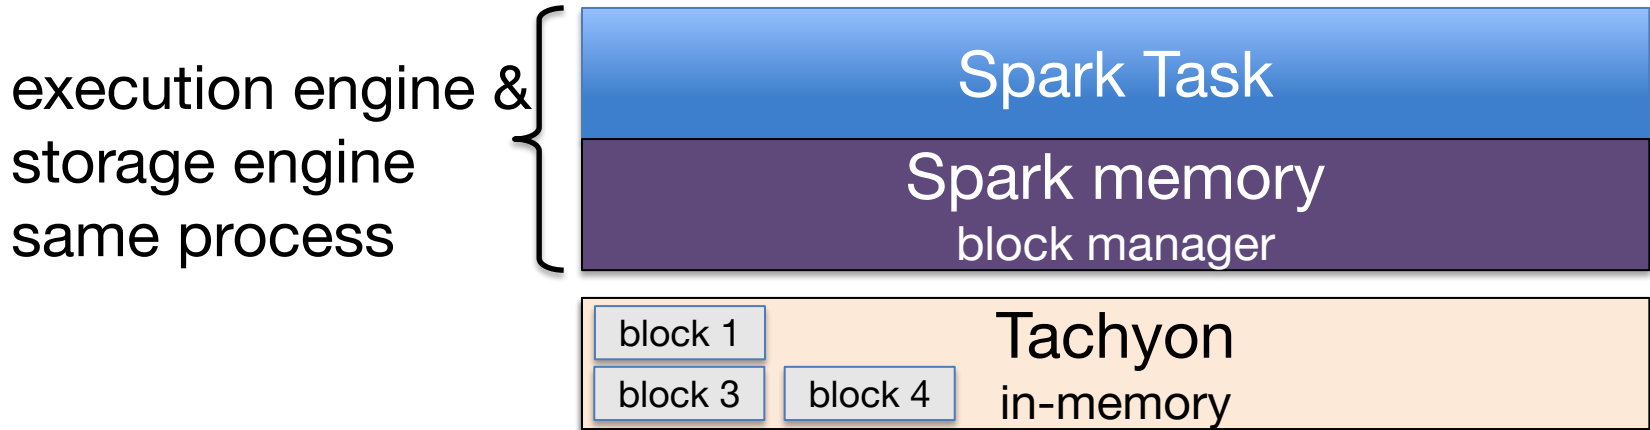 execution engine &
storage engine
same process
Spark Task
Spark memory
block manager
Tachyon
in-memory
block 1
block 3 block 4